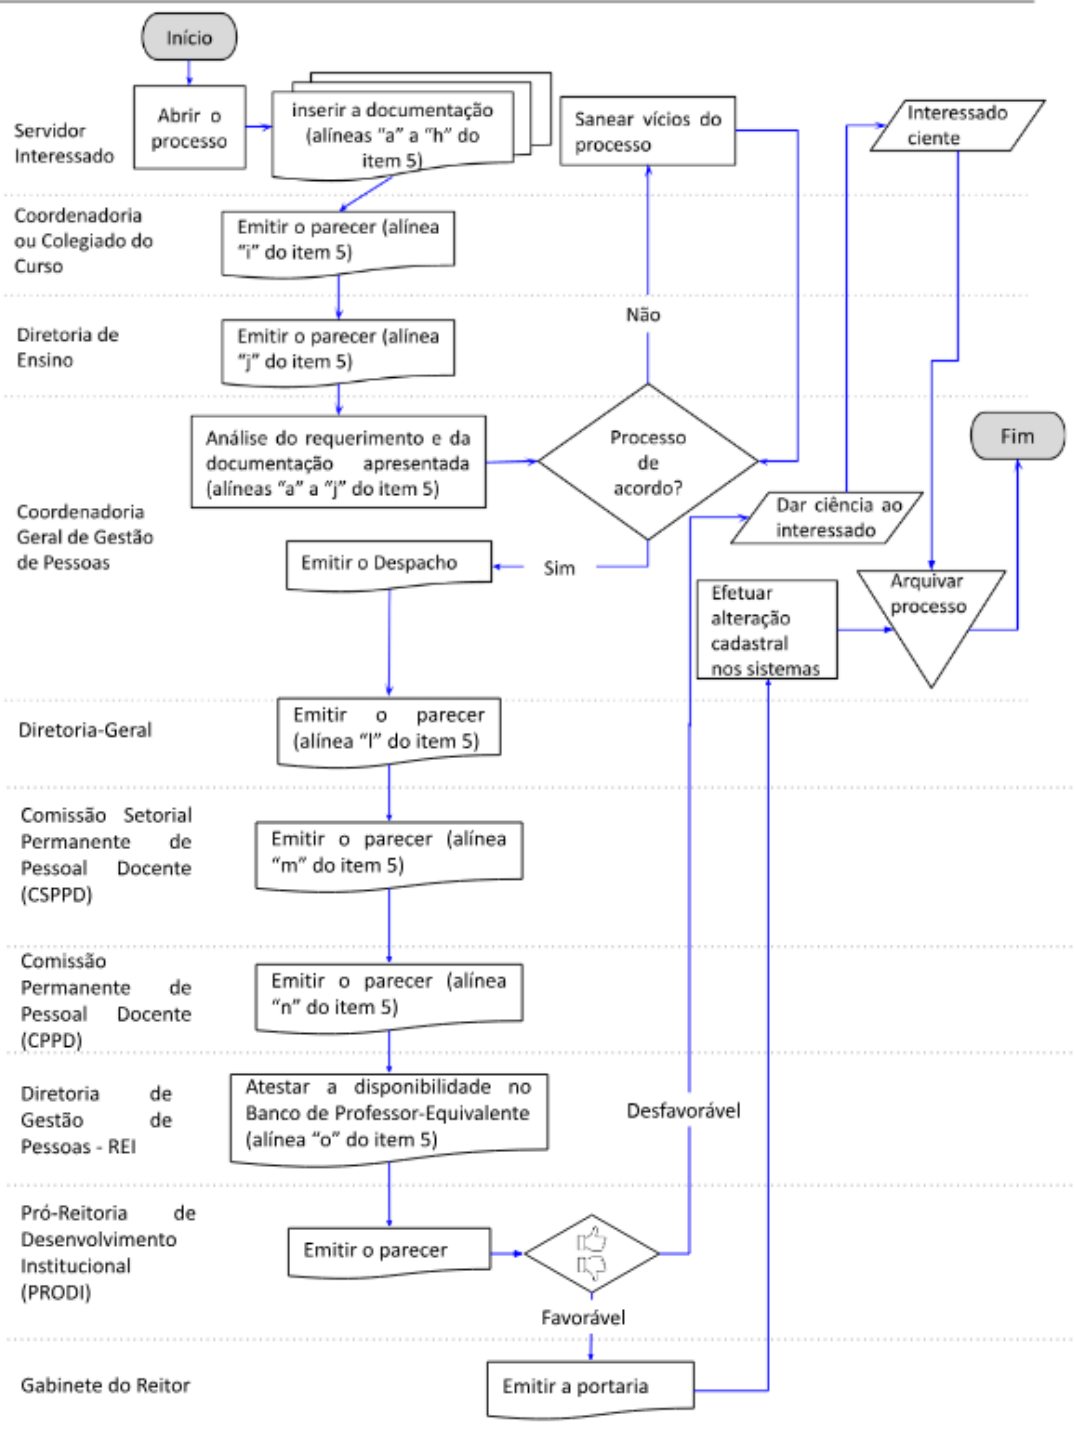 Início
Servidor
Interessado
Abrir o
processo
inserir a documentação
(alíneas “a” a “h” do
item 5)
Sanear vícios do
processo
Interessado
ciente
Coordenadoria
ou Colegiado do
Curso
Emitir o parecer (alínea
“i” do item 5)
Não
Diretoria de
Ensino
Emitir o parecer (alínea
“j” do item 5)
Coordenadoria
Geral de Gestão
de Pessoas
Análise do requerimento e da
documentação apresentada
(alíneas “a” a “j” do item 5)
Processo
de
acordo?
Fim
Dar ciência ao
interessado
Emitir o Despacho
Sim
Efetuar
alteração
cadastral
nos sistemas
Arquivar
processo
Diretoria-Geral
Emitir o parecer
(alínea “l” do item 5)
Comissão Setorial
Permanente de
Pessoal Docente
(CSPPD)
Emitir o parecer (alínea
“m” do item 5)
Comissão
Permanente de
Pessoal Docente
(CPPD)
Emitir o parecer (alínea
“n” do item 5)
Diretoria de
Gestão de
Pessoas - REI
Atestar a disponibilidade no
Banco de Professor-Equivalente
(alínea “o” do item 5)
Desfavorável
Pró-Reitoria de
Desenvolvimento
Institucional
(PRODI)
Emitir o parecer
Favorável
Gabinete do Reitor
Emitir a portaria